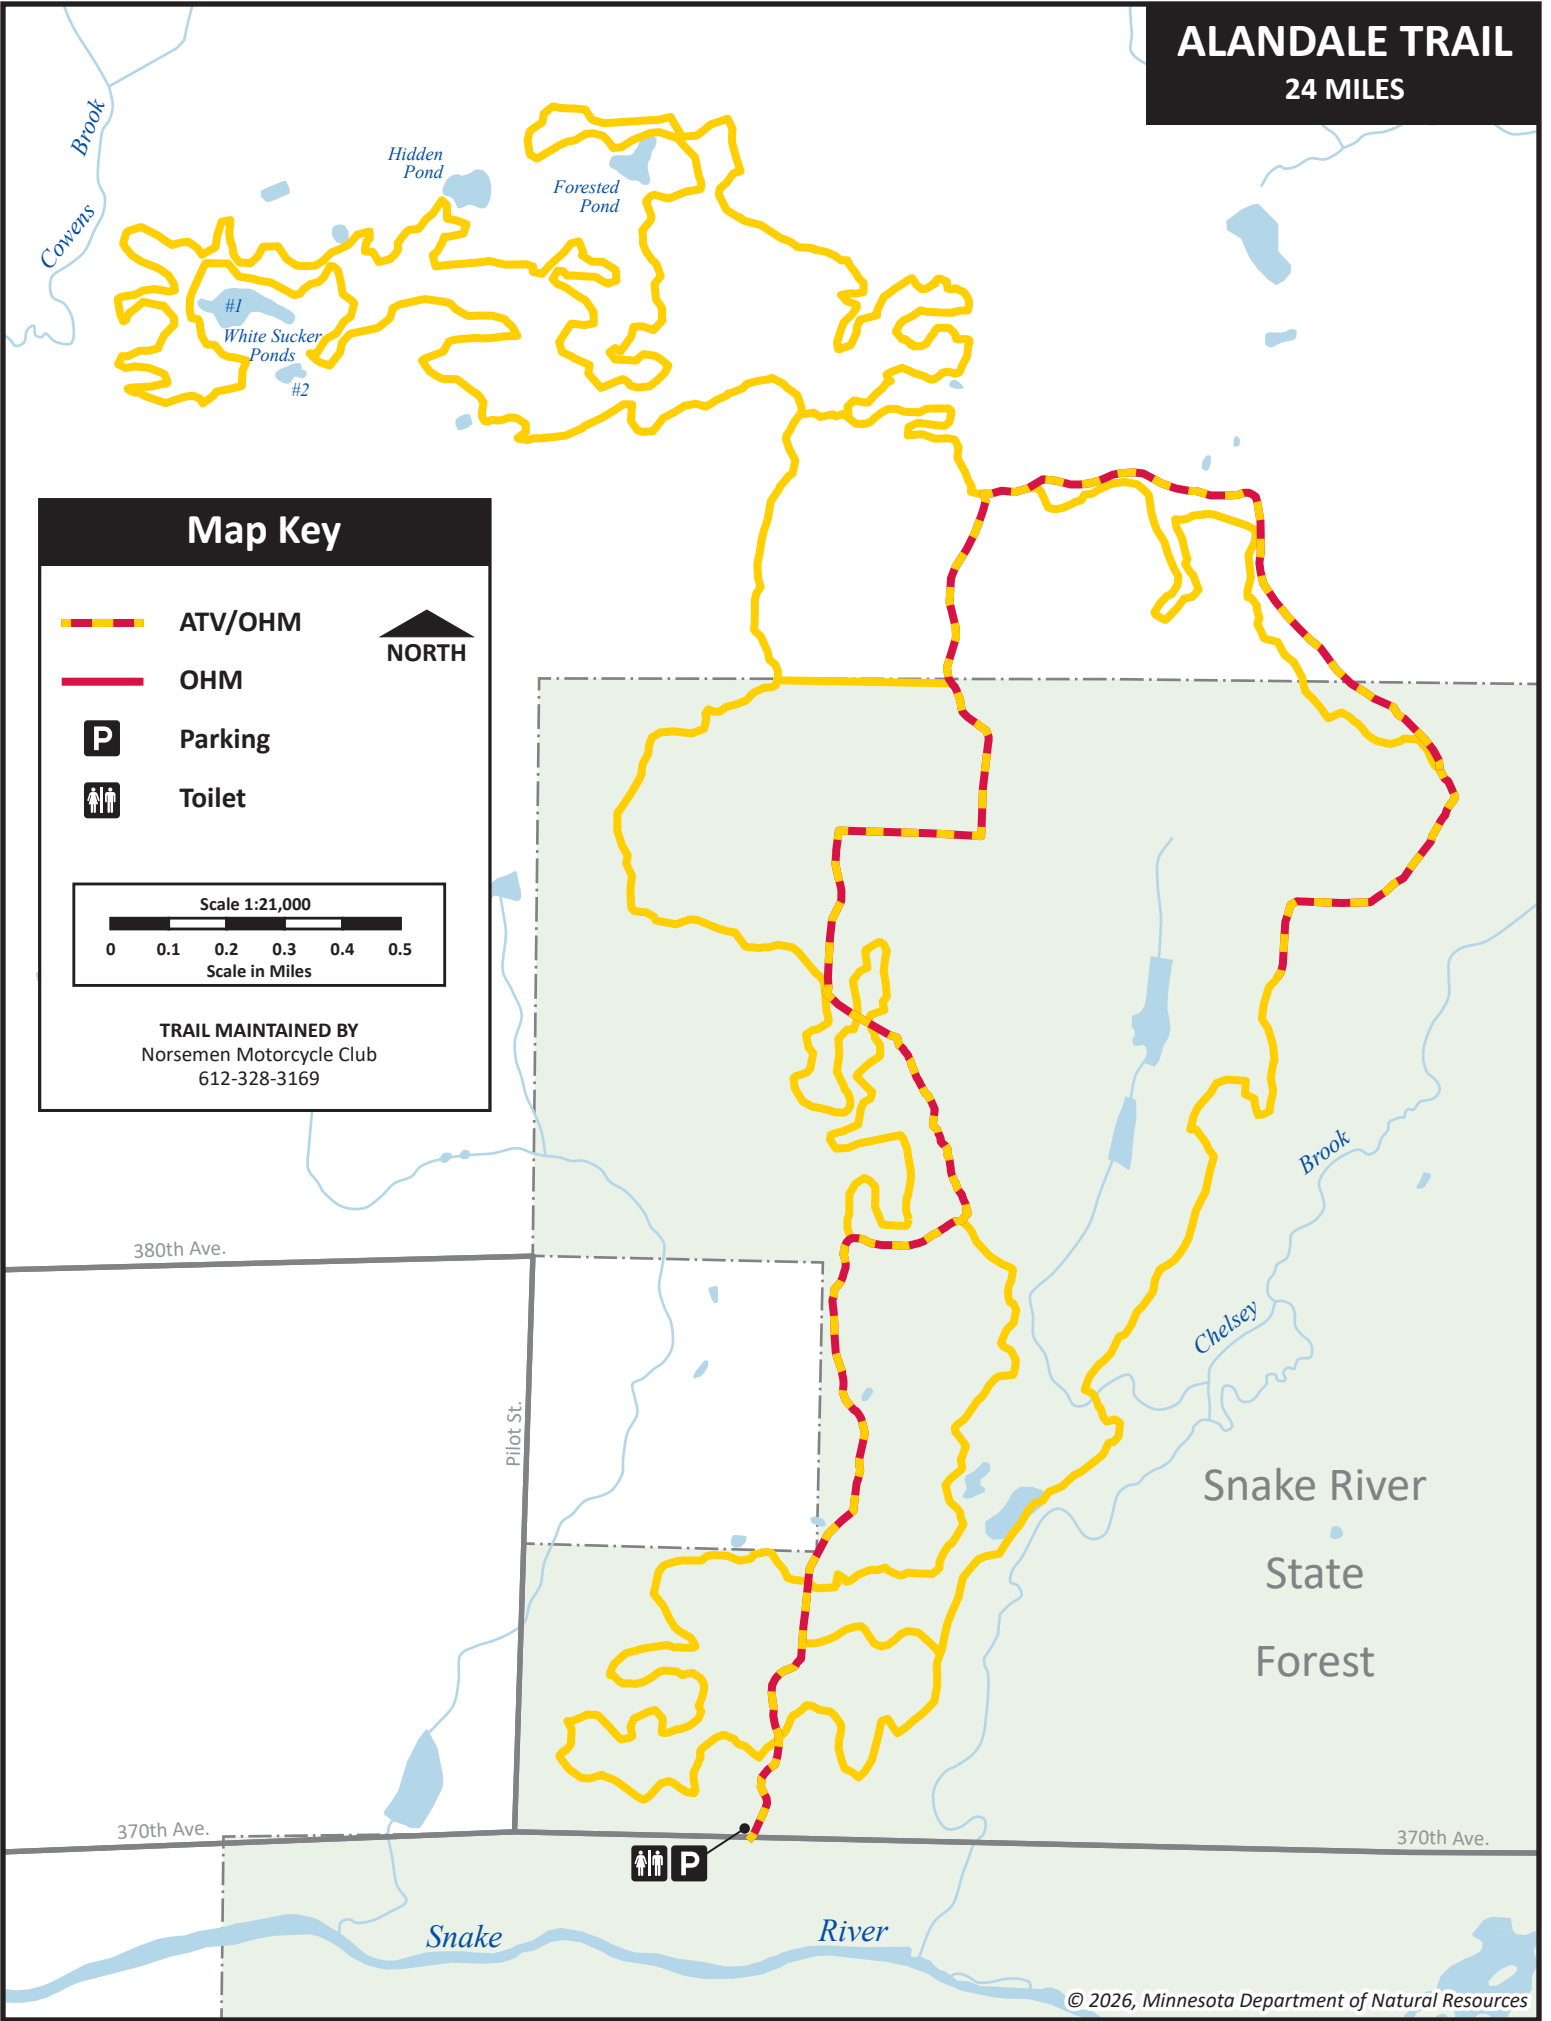 ALANDALE TRAIL
24 MILES
Brook
Cowens
Hidden
Pond
Forested
Pond
#1
White Sucker
Ponds
#2
Map Key
ATV/OHM
NORTH
OHM
P
Parking
Toilet
Scale 1:21,000
0 0.1 0.2 0.3 0.4 0.5
Scale in Miles
TRAIL MAINTAINED BY
Norsemen Motorcycle Club
612-328-3169
Brook
Chelsey
380th Ave.
Pilot St.
Snake River
State
Forest
370th Ave.
370th Ave.
P
Snake River
© 2026, Minnesota Department of Natural Resources